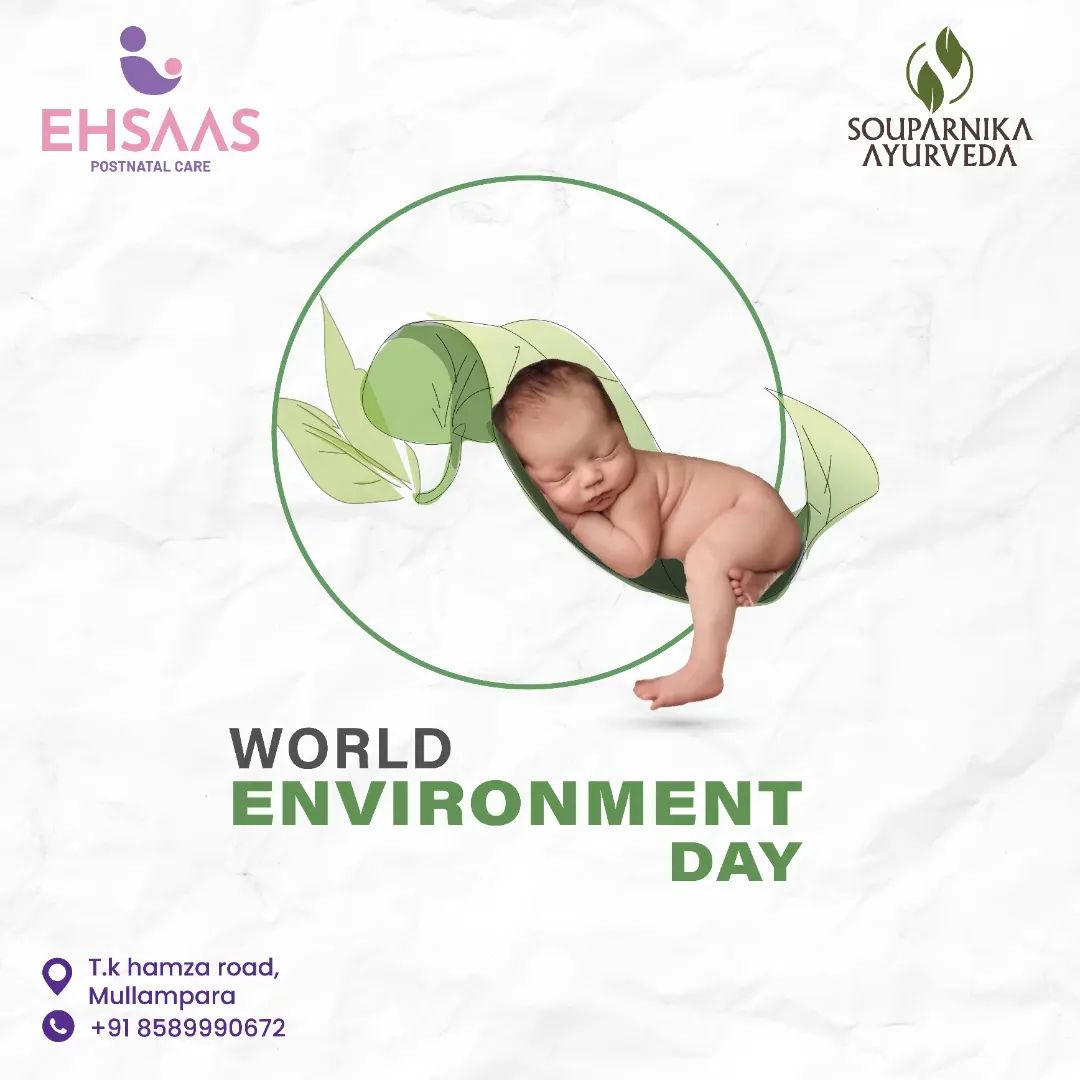 EHSAAS
POSTNATAL CARE
SOUPARNIKA
AYURVEDA
WORLD
ENVIRONMENT
DAY
T.k hamza road,
Mullampara
+91 8589990672